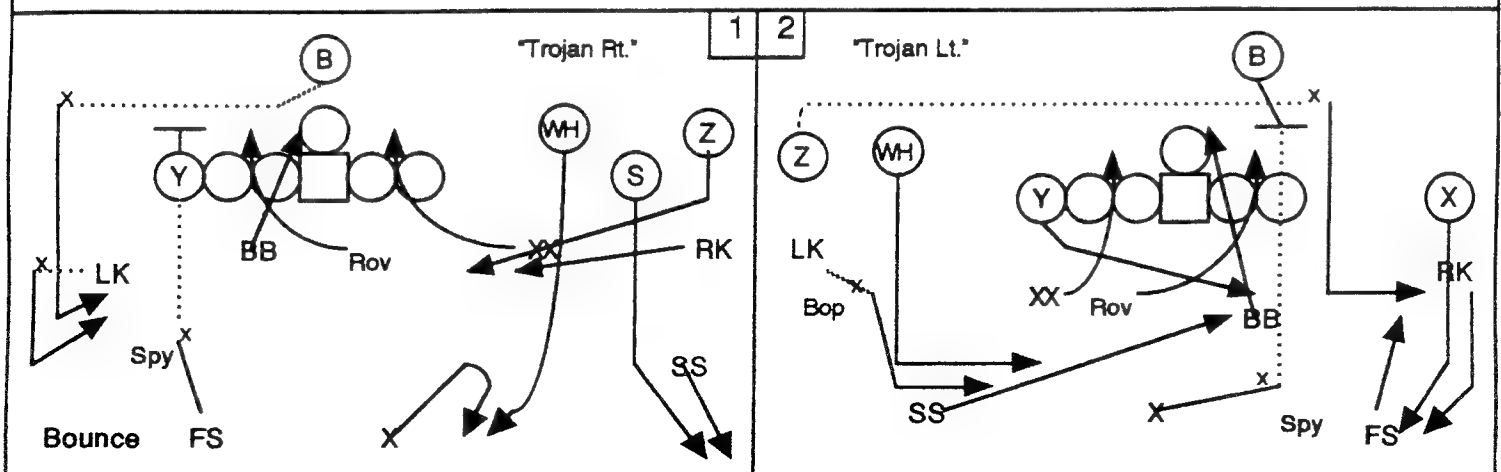 "Trojan Rt." 1
B
x
WH Z
Y S
BB Rov XX RK
x LK
x
Spy SS
Bounce FS X
2 "Trojan Lt."
B
x
Z WH
Y X
LK RK
x XX Rov
Bop BB
x
SS X Spy FS